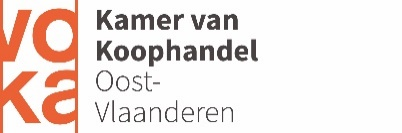 vo
ka
Kamer van
Koophandel
Oost-
Vlaanderen